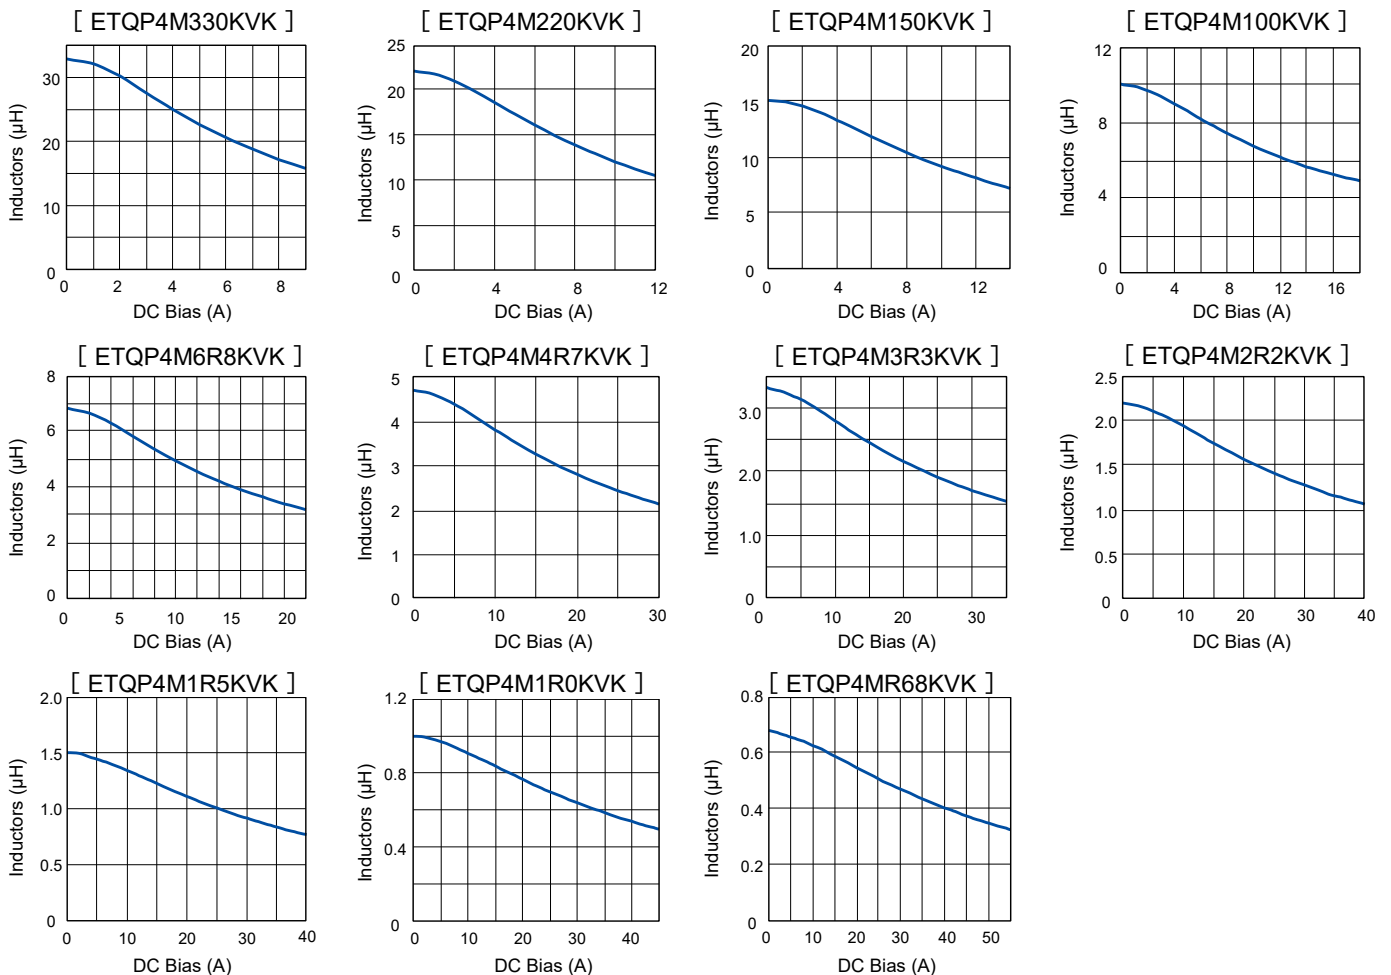 [ ETQP4M330KVK ]
Inductors (µH)
30
20
10
0
0 2 4 6 8
DC Bias (A)
[ ETQP4M220KVK ]
Inductors (µH)
25
20
15
10
5
0
0 4 8 12
DC Bias (A)
[ ETQP4M150KVK ]
Inductors (µH)
20
15
10
5
0
0 4 8 12
DC Bias (A)
[ ETQP4M100KVK ]
Inductors (µH)
12
8
4
0
0 4 8 12 16
DC Bias (A)
[ ETQP4M6R8KVK ]
Inductors (µH)
8
6
4
2
0
0 5 10 15 20
DC Bias (A)
[ ETQP4M4R7KVK ]
Inductors (µH)
5
4
3
2
1
0
0 10 20 30
DC Bias (A)
[ ETQP4M3R3KVK ]
Inductors (µH)
3.0
2.0
1.0
0
0 10 20 30
DC Bias (A)
[ ETQP4M2R2KVK ]
Inductors (µH)
2.5
2.0
1.5
1.0
0.5
0
0 10 20 30 40
DC Bias (A)
[ ETQP4M1R5KVK ]
Inductors (µH)
2.0
1.5
1.0
0.5
0
0 10 20 30 40
DC Bias (A)
[ ETQP4M1R0KVK ]
Inductors (µH)
1.2
0.8
0.4
0
0 10 20 30 40
DC Bias (A)
[ ETQP4MR68KVK ]
Inductors (µH)
0.8
0.6
0.4
0.2
0
0 10 20 30 40 50
DC Bias (A)